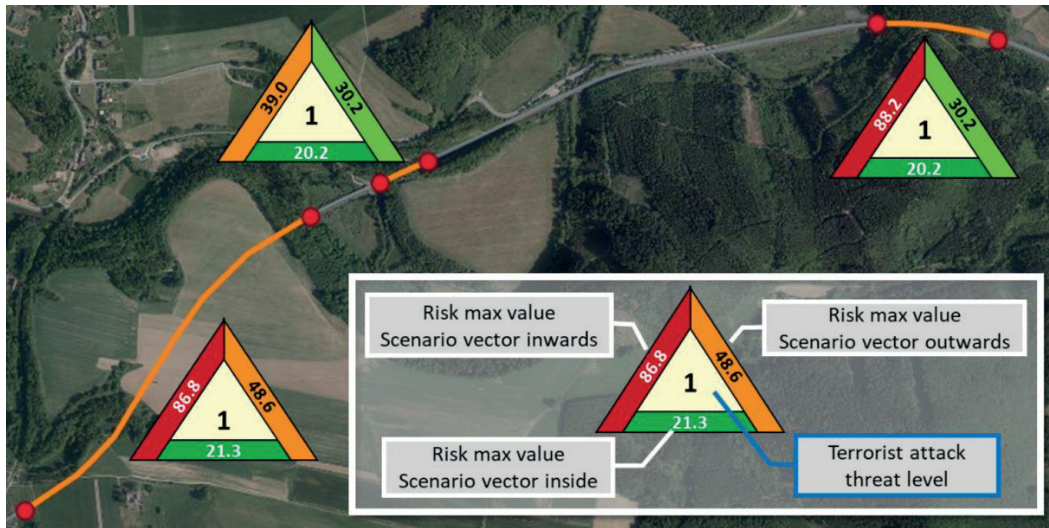 39.0
30.2
1
20.2
88.2
30.2
1
20.2
86.8
48.6
1
21.3
Risk max value
Scenario vector inwards
Risk max value
Scenario vector outwards
86.8
48.6
1
21.3
Risk max value
Scenario vector inside
Terrorist attack
threat level